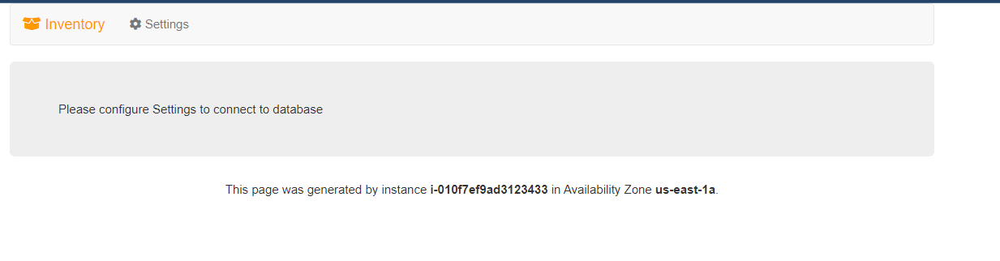 Inventory Settings
Please configure Settings to connect to database
This page was generated by instance i-010f7ef9ad3123433 in Availability Zone us-east-1a.